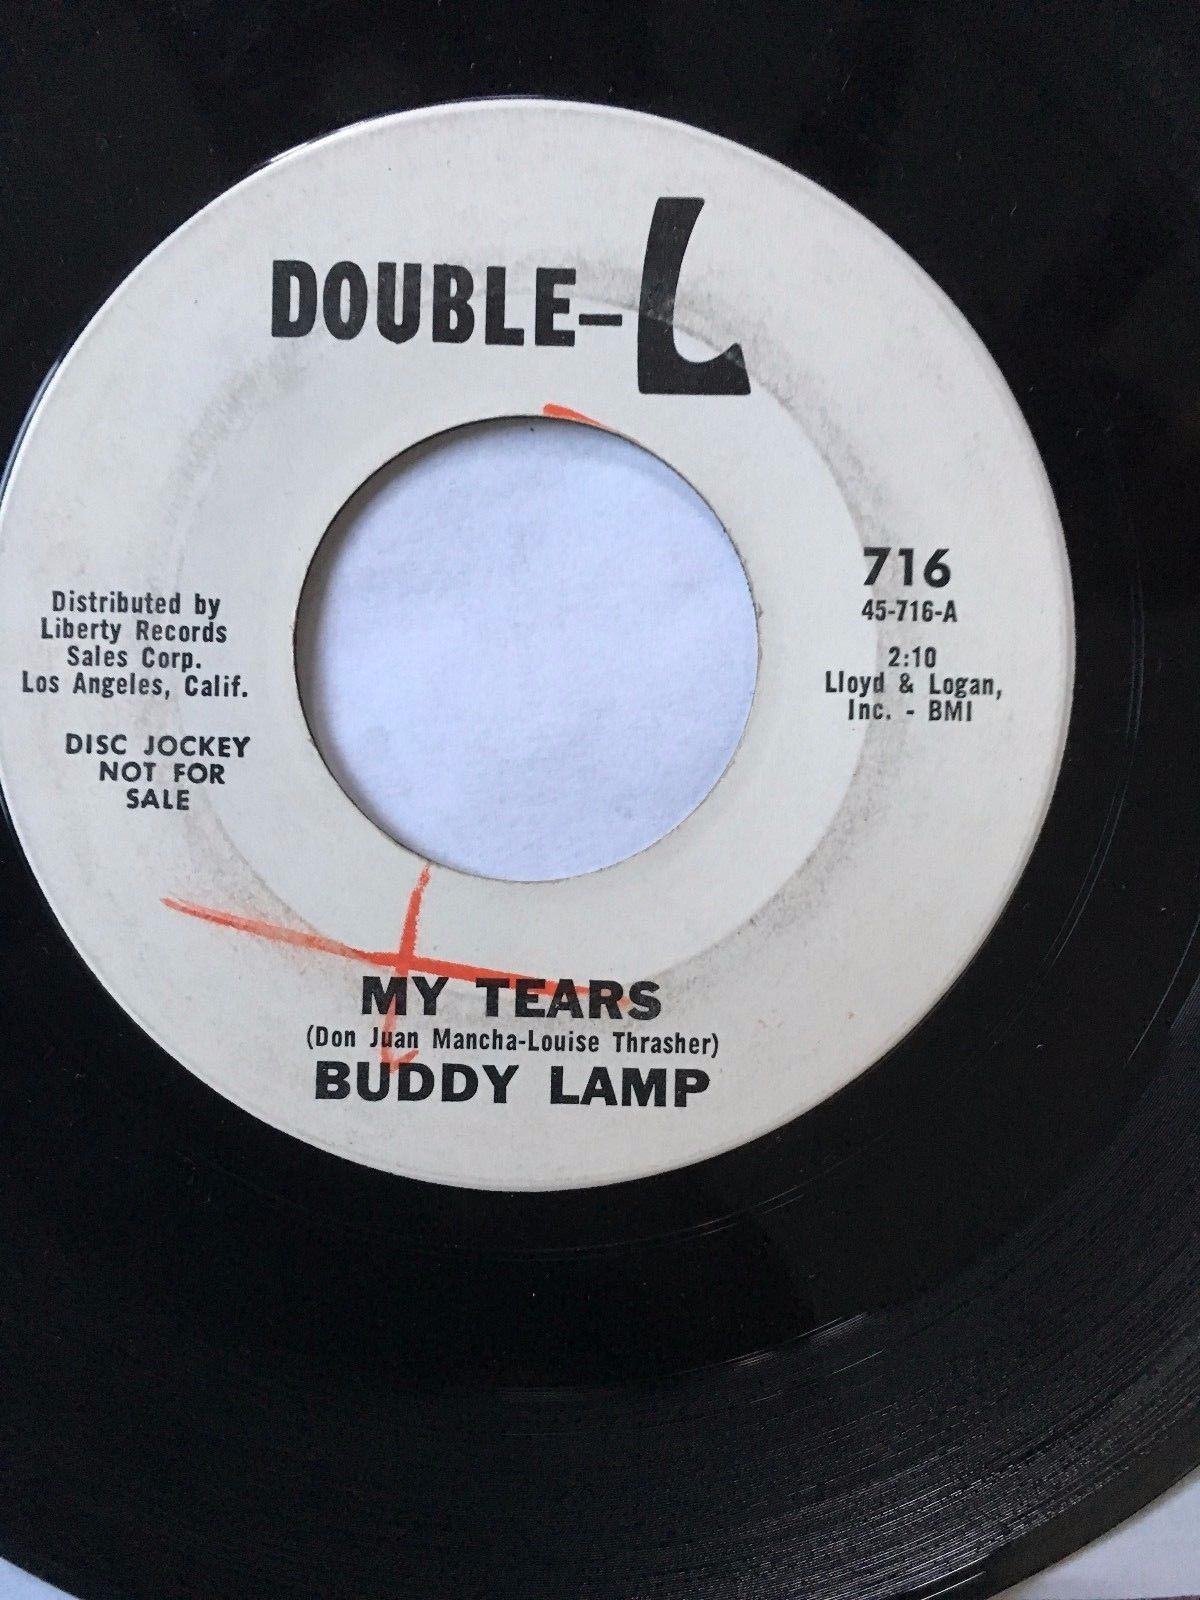 DOUBLE-L
716
45-716-A
2:10
Lloyd & Logan,
Inc. - BMI
Distributed by
Liberty Records
Sales Corp.
Los Angeles, Calif.
DISC JOCKEY
NOT FOR
SALE
MY TEARS
(Don Juan Mancha-Louise Thrasher)
BUDDY LAMP